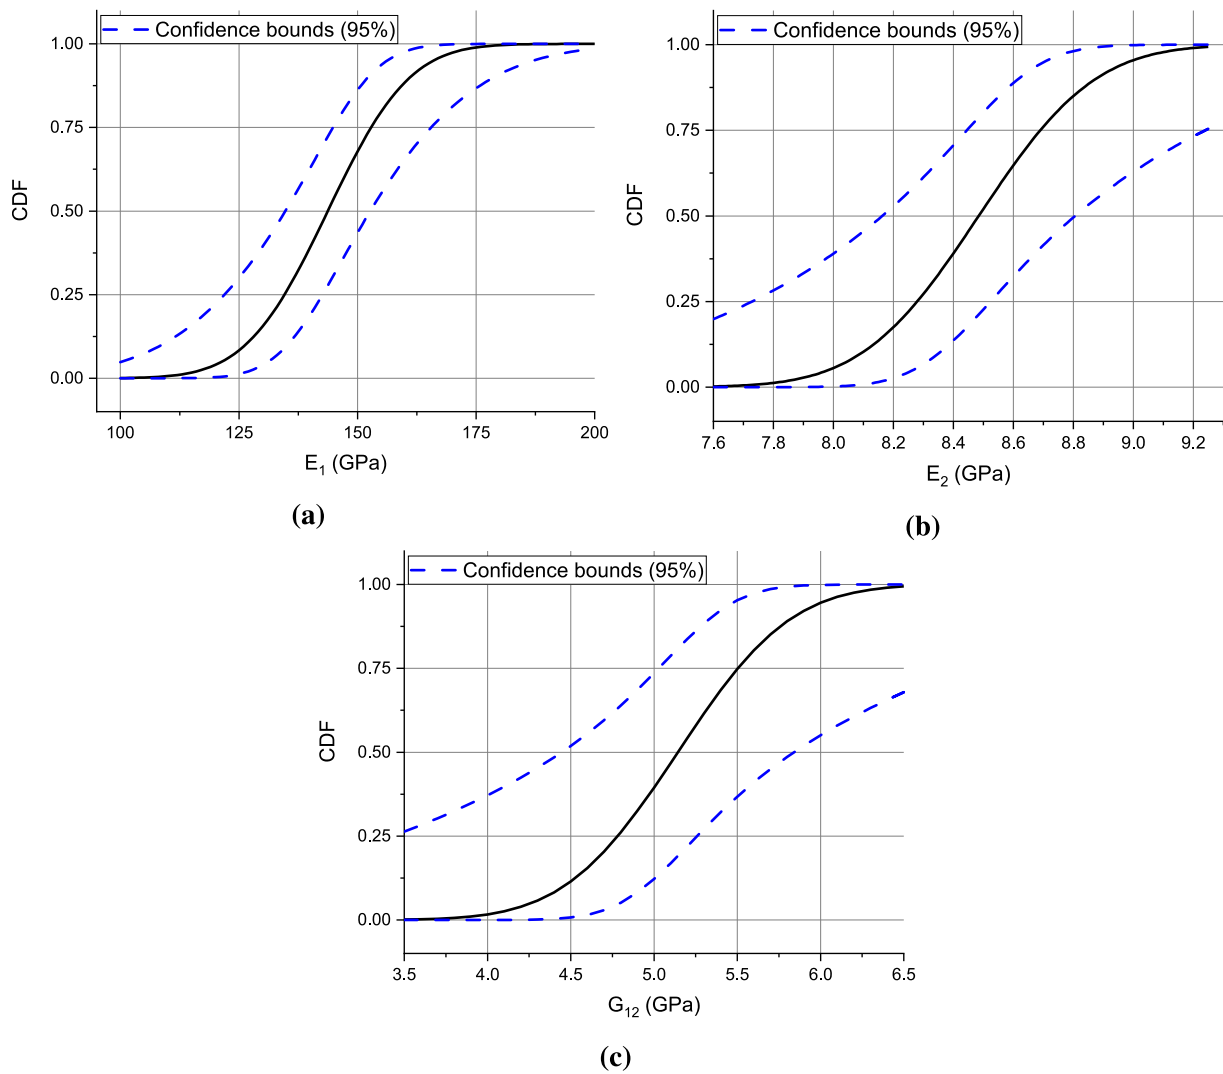 Confidence bounds (95%)
1.00
0.75
0.50
0.25
0.00
CDF
100 125 150 175 200
E₁ (GPa)
(a)
Confidence bounds (95%)
1.00
0.75
0.50
0.25
0.00
CDF
7.6 7.8 8.0 8.2 8.4 8.6 8.8 9.0 9.2
E₂ (GPa)
(b)
Confidence bounds (95%)
1.00
0.75
0.50
0.25
0.00
CDF
3.5 4.0 4.5 5.0 5.5 6.0 6.5
G₁₂ (GPa)
(c)